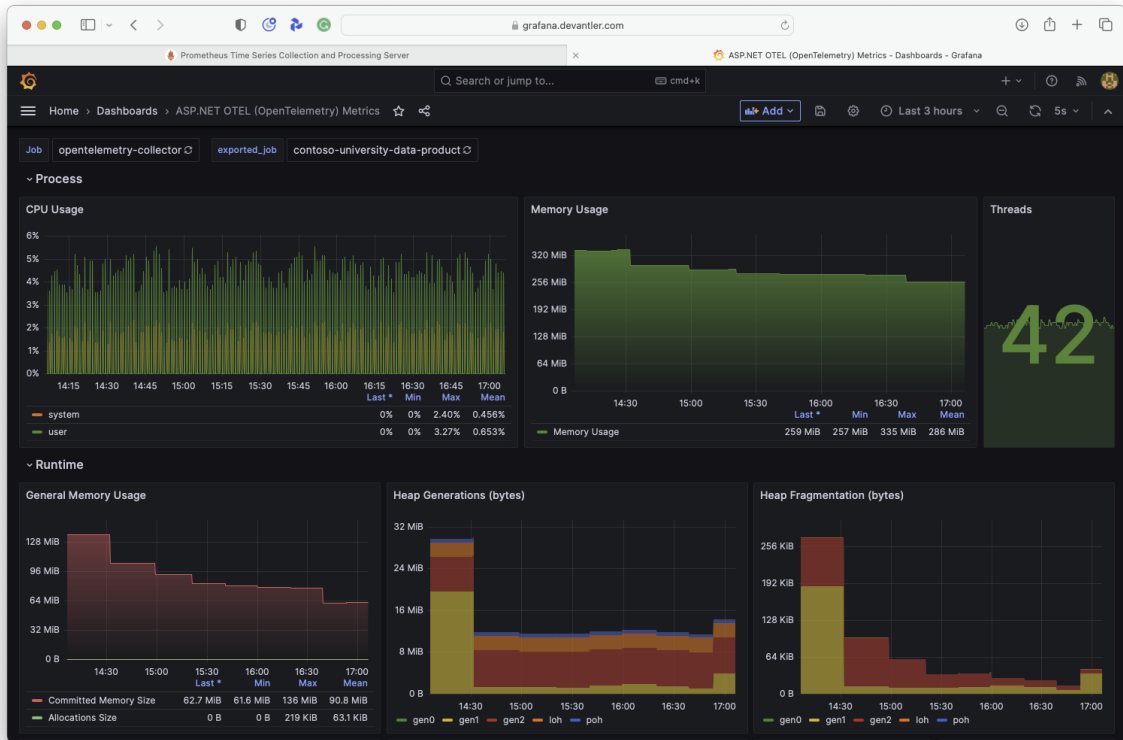 grafana.devantler.com
Prometheus Time Series Collection and Processing Server
ASP.NET OTEL (OpenTelemetry) Metrics - Dashboards - Grafana
Search or jump to...
cmd+k
Home › Dashboards › ASP.NET OTEL (OpenTelemetry) Metrics
Add
Last 3 hours
5s
Job
opentelemetry-collector
exported_job
contoso-university-data-product
Process
CPU Usage
6%
5%
4%
3%
2%
1%
0%
14:15 14:30 14:45 15:00 15:15 15:30 15:45 16:00 16:15 16:30 16:45 17:00
Last * Min Max Mean
system 0% 0% 2.40% 0.456%
user 0% 0% 3.27% 0.653%
Memory Usage
320 MiB
256 MiB
192 MiB
128 MiB
64 MiB
0 B
14:30 15:00 15:30 16:00 16:30 17:00
Last * Min Max Mean
Memory Usage 259 MiB 257 MiB 335 MiB 286 MiB
Threads
42
Runtime
General Memory Usage
128 MiB
96 MiB
64 MiB
32 MiB
0 B
14:30 15:00 15:30 16:00 16:30 17:00
Last * Min Max Mean
Committed Memory Size 62.7 MiB 61.6 MiB 136 MiB 90.8 MiB
Allocations Size 0 B 0 B 219 KiB 63.1 KiB
Heap Generations (bytes)
32 MiB
24 MiB
16 MiB
8 MiB
0 B
14:30 15:00 15:30 16:00 16:30 17:00
gen0 gen1 gen2 loh poh
Heap Fragmentation (bytes)
256 KiB
192 KiB
128 KiB
64 KiB
0 B
14:30 15:00 15:30 16:00 16:30 17:00
gen0 gen1 gen2 loh poh